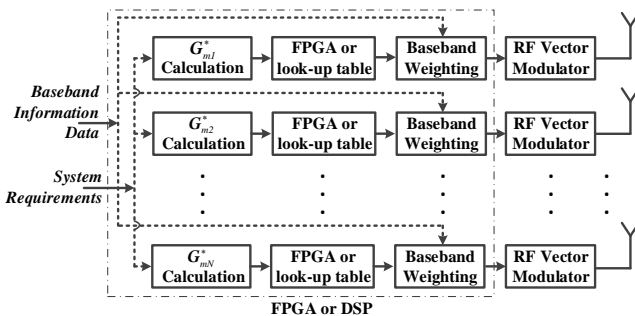 G*m1
Calculation
FPGA or
look-up table
Baseband
Weighting
RF Vector
Modulator
Baseband
Information
Data
G*m2
Calculation
FPGA or
look-up table
Baseband
Weighting
RF Vector
Modulator
System
Requirements
G*mN
Calculation
FPGA or
look-up table
Baseband
Weighting
RF Vector
Modulator
FPGA or DSP